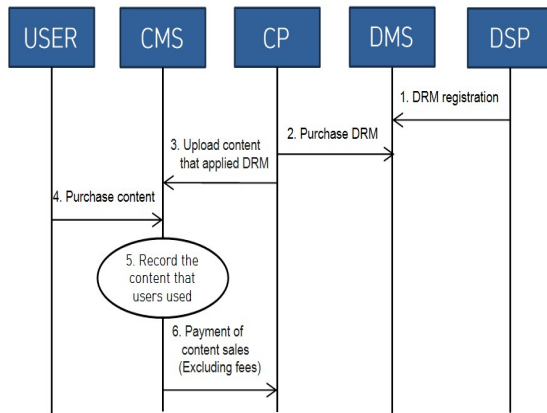 USER
CMS
CP
DMS
DSP
1. DRM registration
2. Purchase DRM
3. Upload content
that applied DRM
4. Purchase content
5. Record the
content that
users used
6. Payment of
content sales
(Excluding fees)